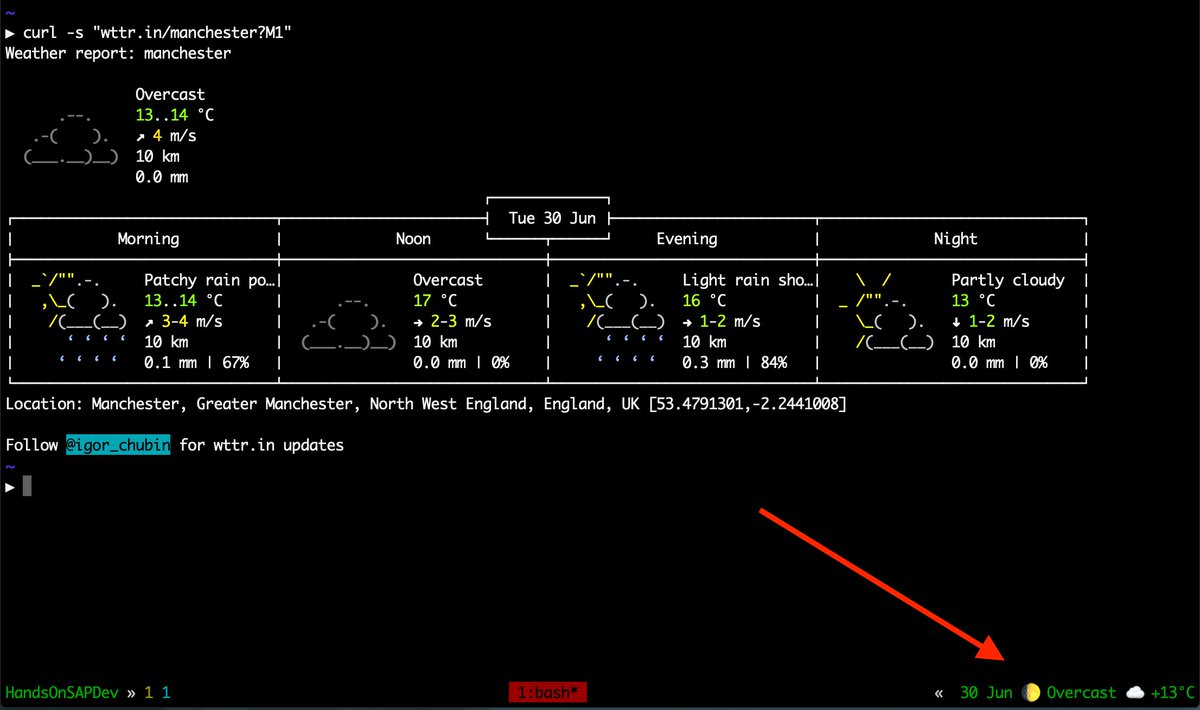 ~
▶ curl -s "wttr.in/manchester?M1"
Weather report: manchester
Overcast
13..14 °C
↗ 4 m/s
10 km
0.0 mm
Tue 30 Jun
Morning Noon Evening Night
Patchy rain po… Overcast Light rain sho… Partly cloudy
13..14 °C 17 °C 16 °C 13 °C
↗ 3-4 m/s → 2-3 m/s → 1-2 m/s ↓ 1-2 m/s
10 km 10 km 10 km 10 km
0.1 mm | 67% 0.0 mm | 0% 0.3 mm | 84% 0.0 mm | 0%
Location: Manchester, Greater Manchester, North West England, England, UK [53.4791301,-2.2441008]
Follow @igor_chubin for wttr.in updates
~
▶
HandsOnSAPDev » 1 1 1:bash* « 30 Jun 🌔 Overcast ☁️ +13°C